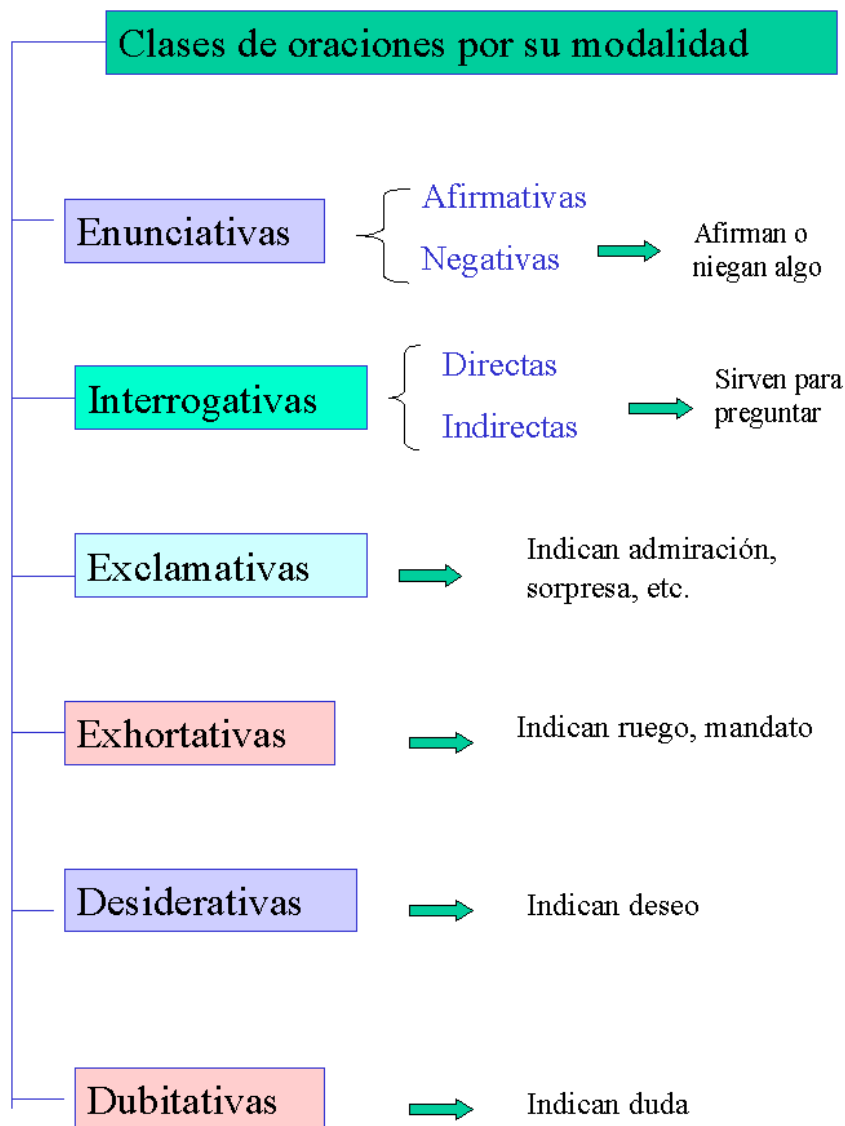 Clases de oraciones por su modalidad
Enunciativas
Afirmativas
Negativas
Afirman o
niegan algo
Interrogativas
Directas
Indirectas
Sirven para
preguntar
Exclamativas
Indican admiración,
sorpresa, etc.
Exhortativas
Indican ruego, mandato
Desiderativas
Indican deseo
Dubitativas
Indican duda